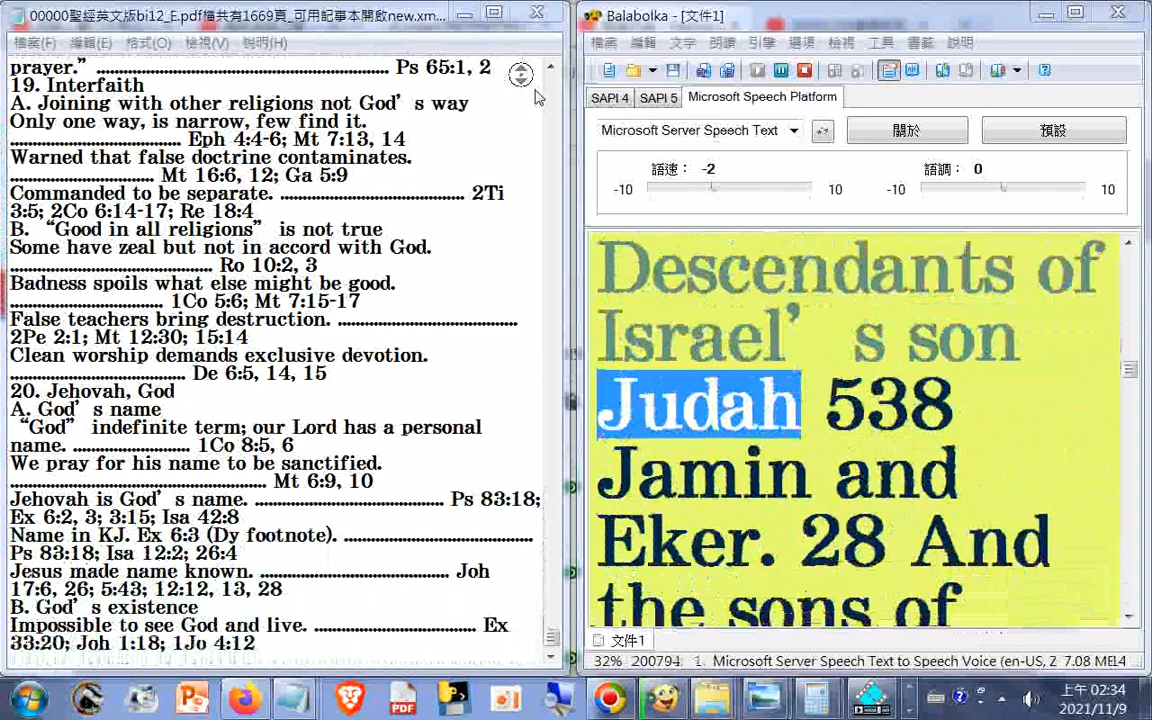 00000聖經英文版bi12_E.pdf檔共有1669頁_可用記事本開啟new.xm...
檔案(F) 編輯(E) 格式(O) 檢視(V) 說明(H)
prayer.” ........................................................................ Ps 65:1, 2
19. Interfaith
A. Joining with other religions not God’s way
Only one way, is narrow, few find it.
.......................................... Eph 4:4-6; Mt 7:13, 14
Warned that false doctrine contaminates.
................................... Mt 16:6, 12; Ga 5:9
Commanded to be separate. ............................................. 2Ti
3:5; 2Co 6:14-17; Re 18:4
B. “Good in all religions” is not true
Some have zeal but not in accord with God.
................................................. Ro 10:2, 3
Badness spoils what else might be good.
..................................... 1Co 5:6; Mt 7:15-17
False teachers bring destruction. ............................................
2Pe 2:1; Mt 12:30; 15:14
Clean worship demands exclusive devotion.
........................................... De 6:5, 14, 15
20. Jehovah, God
A. God’s name
“God” indefinite term; our Lord has a personal
name. ............................ 1Co 8:5, 6
We pray for his name to be sanctified.
............................................................... Mt 6:9, 10
Jehovah is God’s name. .............................................. Ps 83:18;
Ex 6:2, 3; 3:15; Isa 42:8
Name in KJ. Ex 6:3 (Dy footnote). ..............................................
Ps 83:18; Isa 12:2; 26:4
Jesus made name known. .............................................. Joh
17:6, 26; 5:43; 12:12, 13, 28
B. God’s existence
Impossible to see God and live. ....................................... Ex
33:20; Joh 1:18; 1Jo 4:12
Balabolka - [文件1]
檔案 編輯 文字 朗讀 引擎 選項 檢視 工具 書籤 說明
SAPI 4 SAPI 5 Microsoft Speech Platform
Microsoft Server Speech Text 關於 預設
語速： -2 語調： 0
-10 10 -10 10
Descendants of
Israel’s son
Judah 538
Jamin and
Eker. 28 And
the sons of
文件1
32% 200794 1. Microsoft Server Speech Text to Speech Voice (en-US, Z 7.08 ME
上午 02:34
2021/11/9